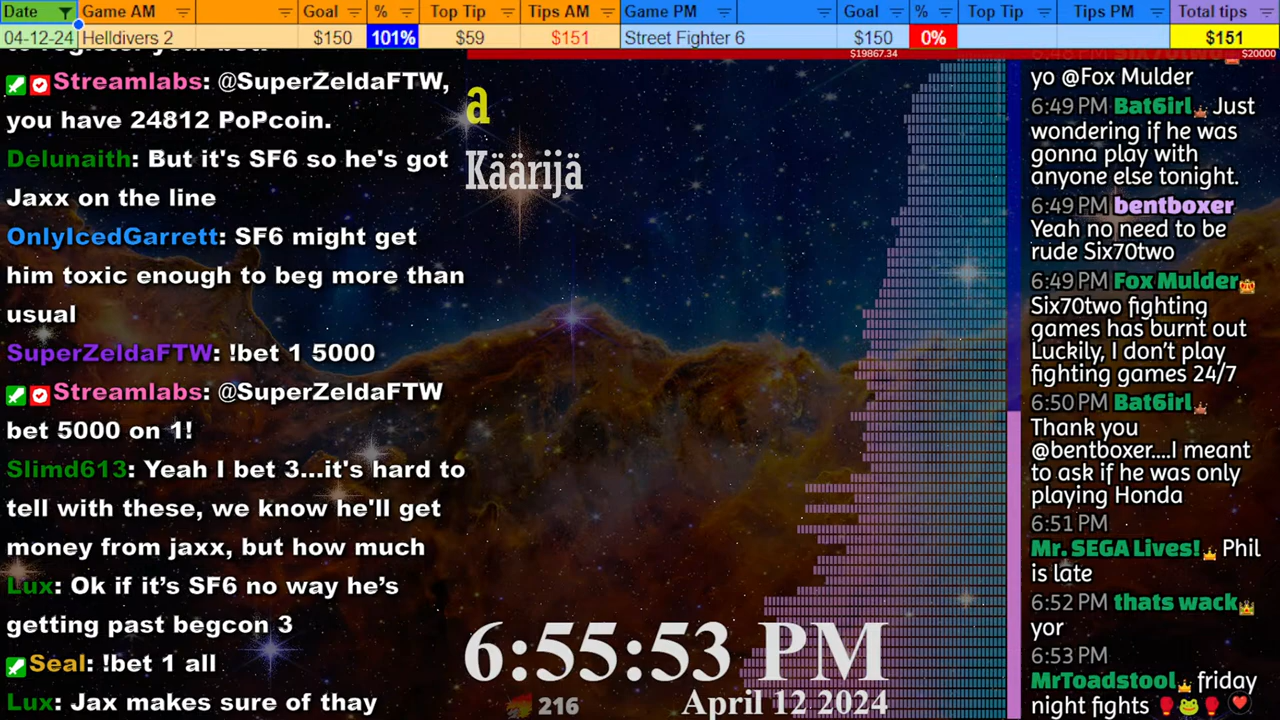 Date Game AM Goal % Top Tip Tips AM Game PM Goal % Top Tip Tips PM Total tips
04-12-24 Helldivers 2 $150 101% $59 $151 Street Fighter 6 $150 0% $151
$19867.34 $20000
to register your bet!
Streamlabs: @SuperZeldaFTW,
you have 24812 PoPcoin.
Delunaith: But it's SF6 so he's got
Jaxx on the line
OnlyIcedGarrett: SF6 might get
him toxic enough to beg more than
usual
SuperZeldaFTW: !bet 1 5000
Streamlabs: @SuperZeldaFTW
bet 5000 on 1!
Slimd613: Yeah I bet 3...it's hard to
tell with these, we know he'll get
money from jaxx, but how much
Lux: Ok if it’s SF6 no way he’s
getting past begcon 3
Seal: !bet 1 all
Lux: Jax makes sure of thay
a
Käärijä
6:55:53 PM
April 12 2024
216
6:48 PM Six70two
yo @Fox Mulder
6:49 PM Bat6irl Just
wondering if he was
gonna play with
anyone else tonight.
6:49 PM bentboxer
Yeah no need to be
rude Six70two
6:49 PM Fox Mulder
Six70two fighting
games has burnt out
Luckily, I don’t play
fighting games 24/7
6:50 PM Bat6irl
Thank you
@bentboxer....I meant
to ask if he was only
playing Honda
6:51 PM
Mr. SEGA Lives! Phil
is late
6:52 PM thats wack
yor
6:53 PM
MrToadstool friday
night fights 🥊🐸🥊❤️